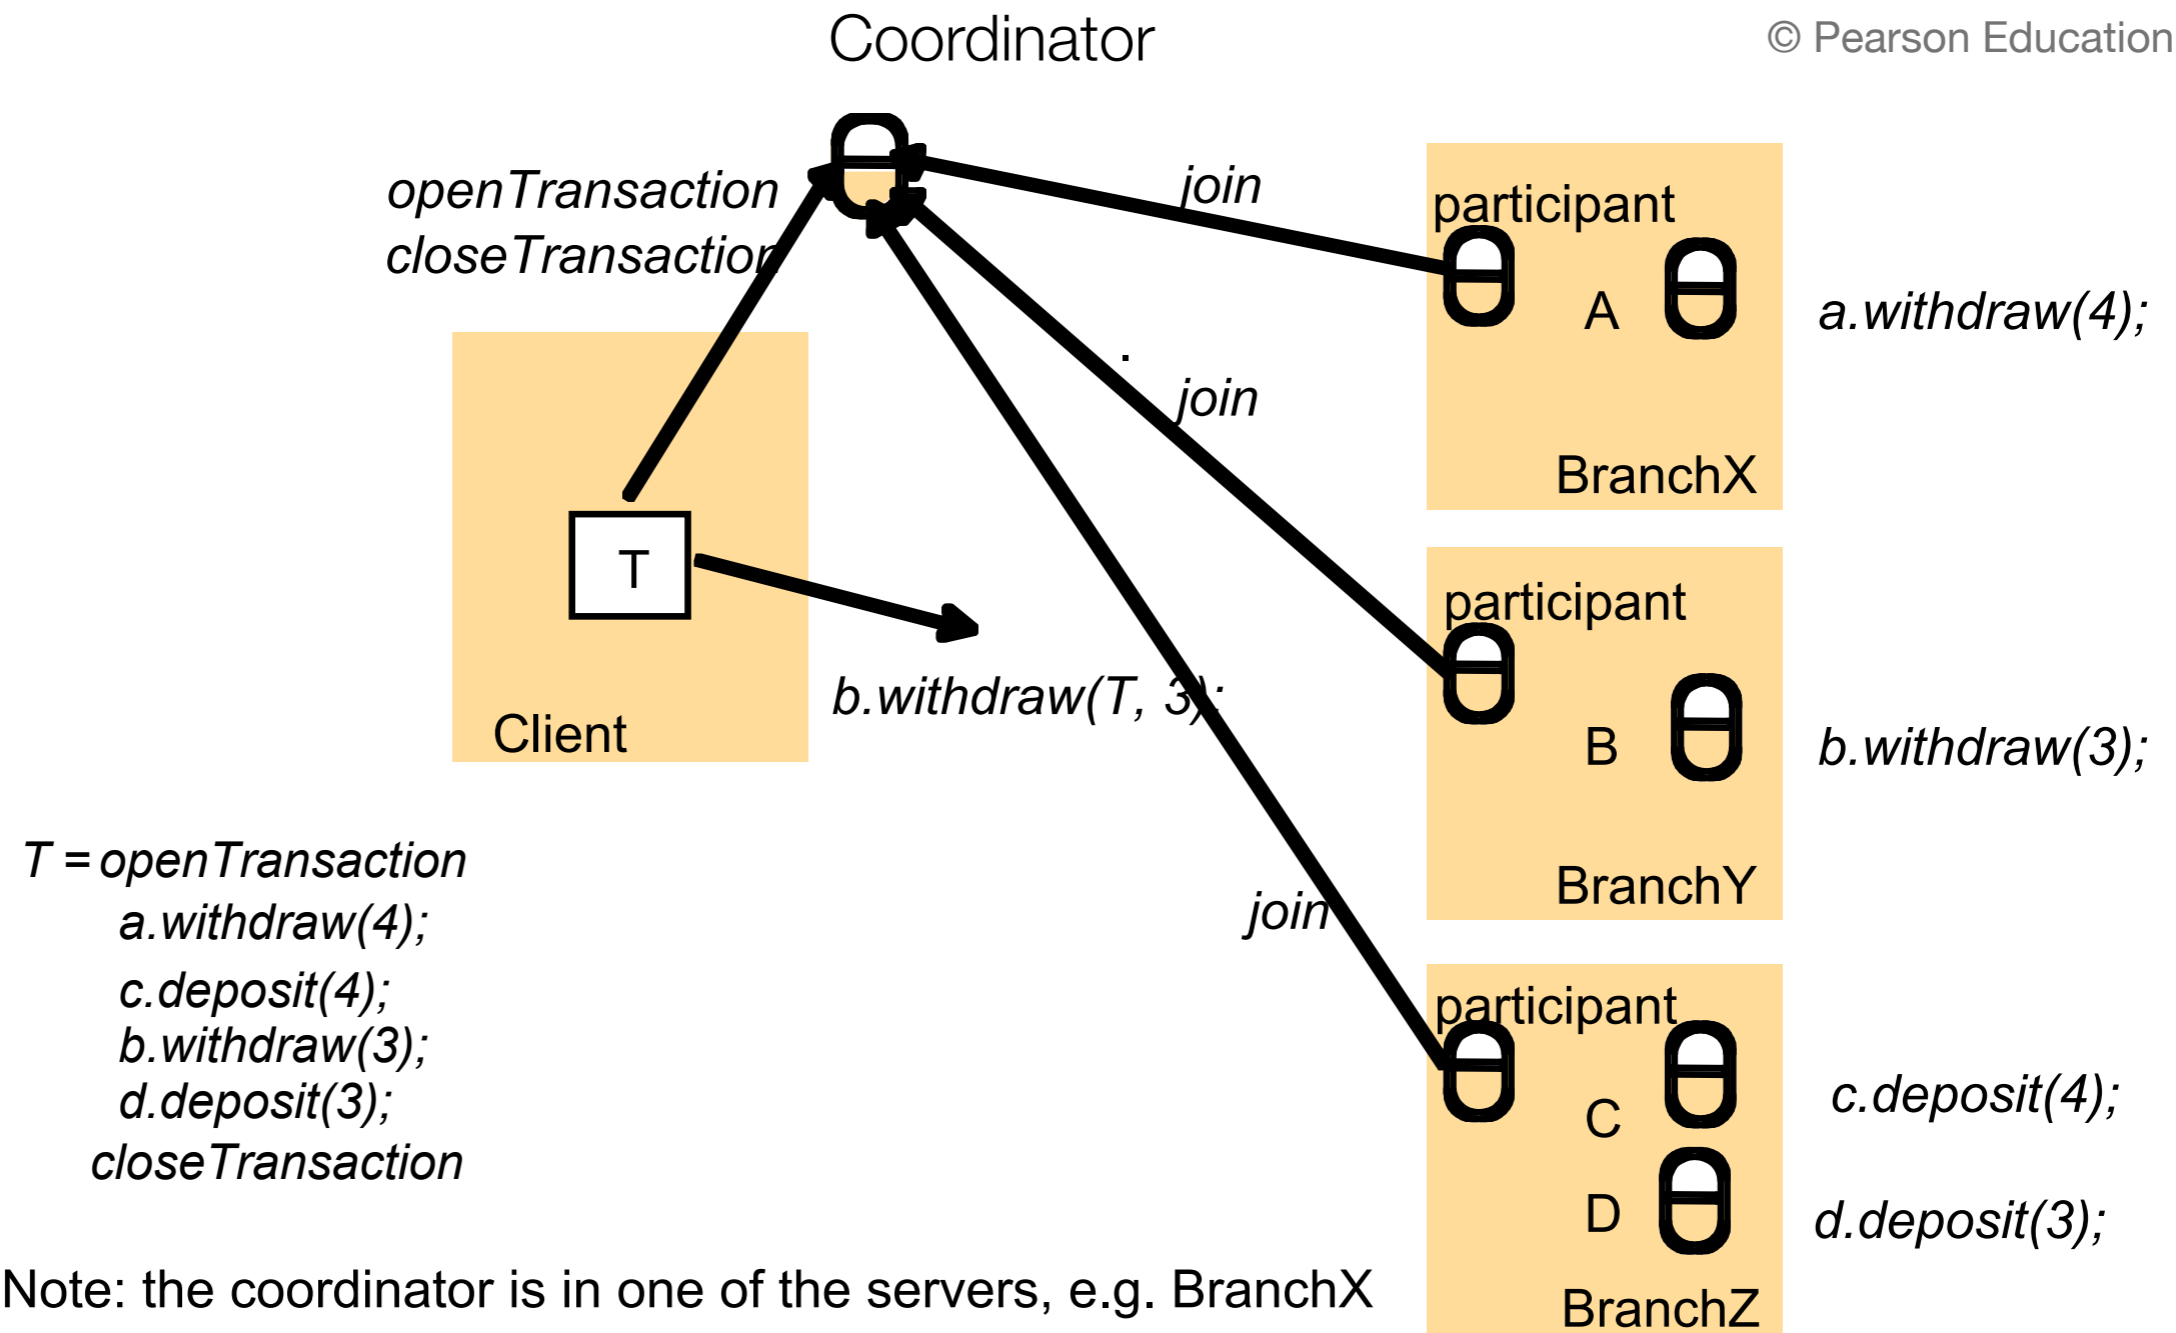 Coordinator
© Pearson Education
openTransaction
closeTransaction
join
participant
A
a.withdraw(4);
BranchX
join
T
Client
b.withdraw(T, 3);
participant
B
b.withdraw(3);
BranchY
join
participant
C
c.deposit(4);
D
d.deposit(3);
BranchZ
T = openTransaction
a.withdraw(4);
c.deposit(4);
b.withdraw(3);
d.deposit(3);
closeTransaction
Note: the coordinator is in one of the servers, e.g. BranchX